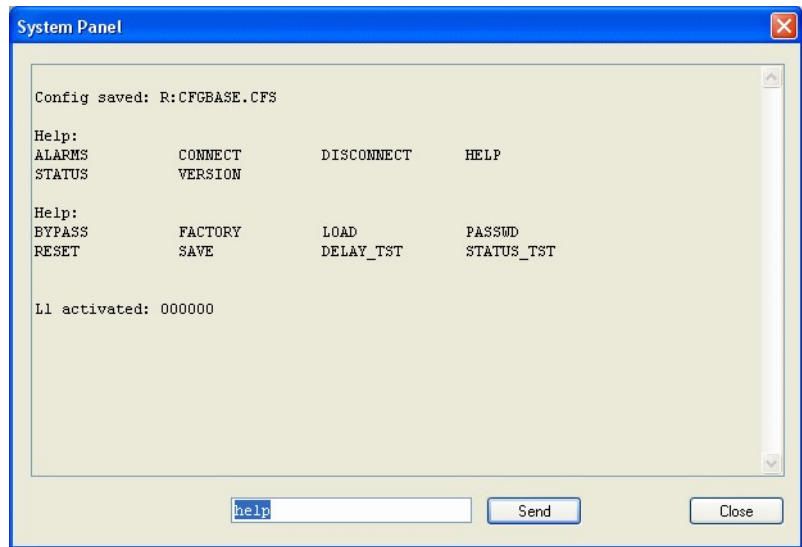 System Panel
Config saved: R:CFGBASE.CFS
Help:
ALARMS CONNECT DISCONNECT HELP
STATUS VERSION
Help:
BYPASS FACTORY LOAD PASSWD
RESET SAVE DELAY_TST STATUS_TST
L1 activated: 000000
help Send Close